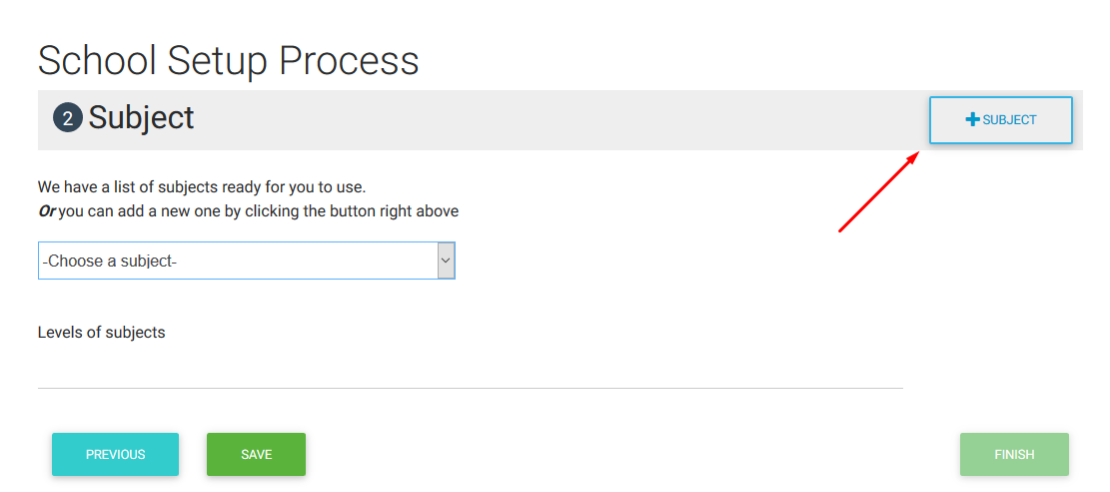 School Setup Process
2 Subject
+SUBJECT
We have a list of subjects ready for you to use.
Or you can add a new one by clicking the button right above
-Choose a subject-
Levels of subjects
PREVIOUS
SAVE
FINISH